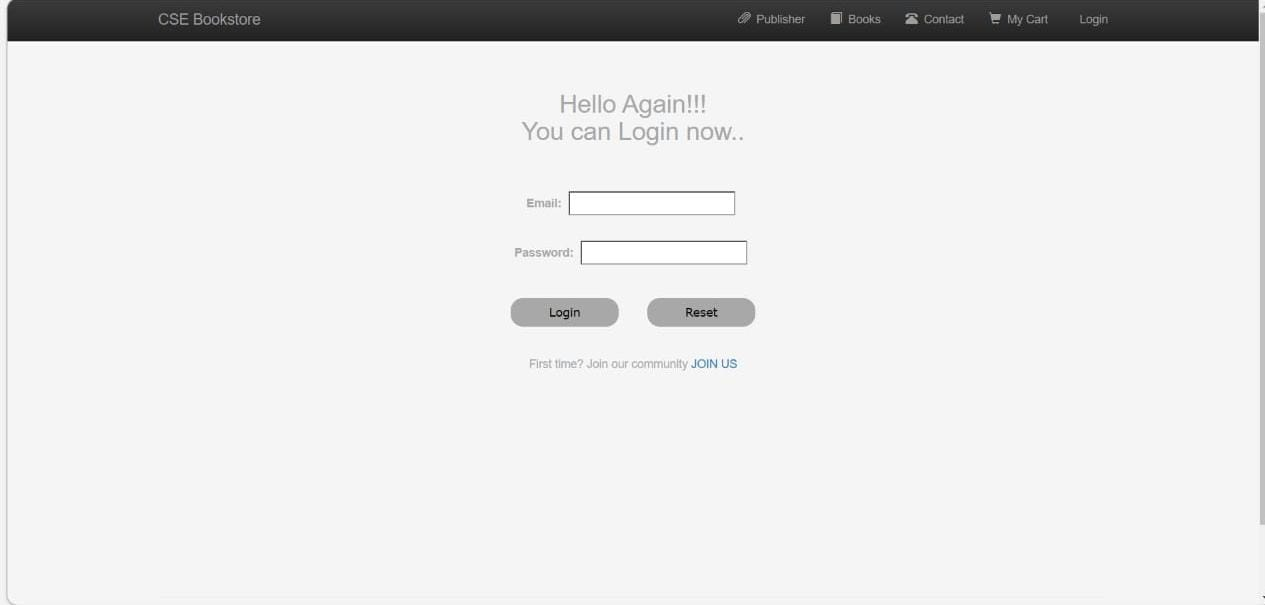 CSE Bookstore
Publisher
Books
Contact
My Cart
Login
Hello Again!!!
You can Login now..
Email:
Password:
Login
Reset
First time? Join our community JOIN US